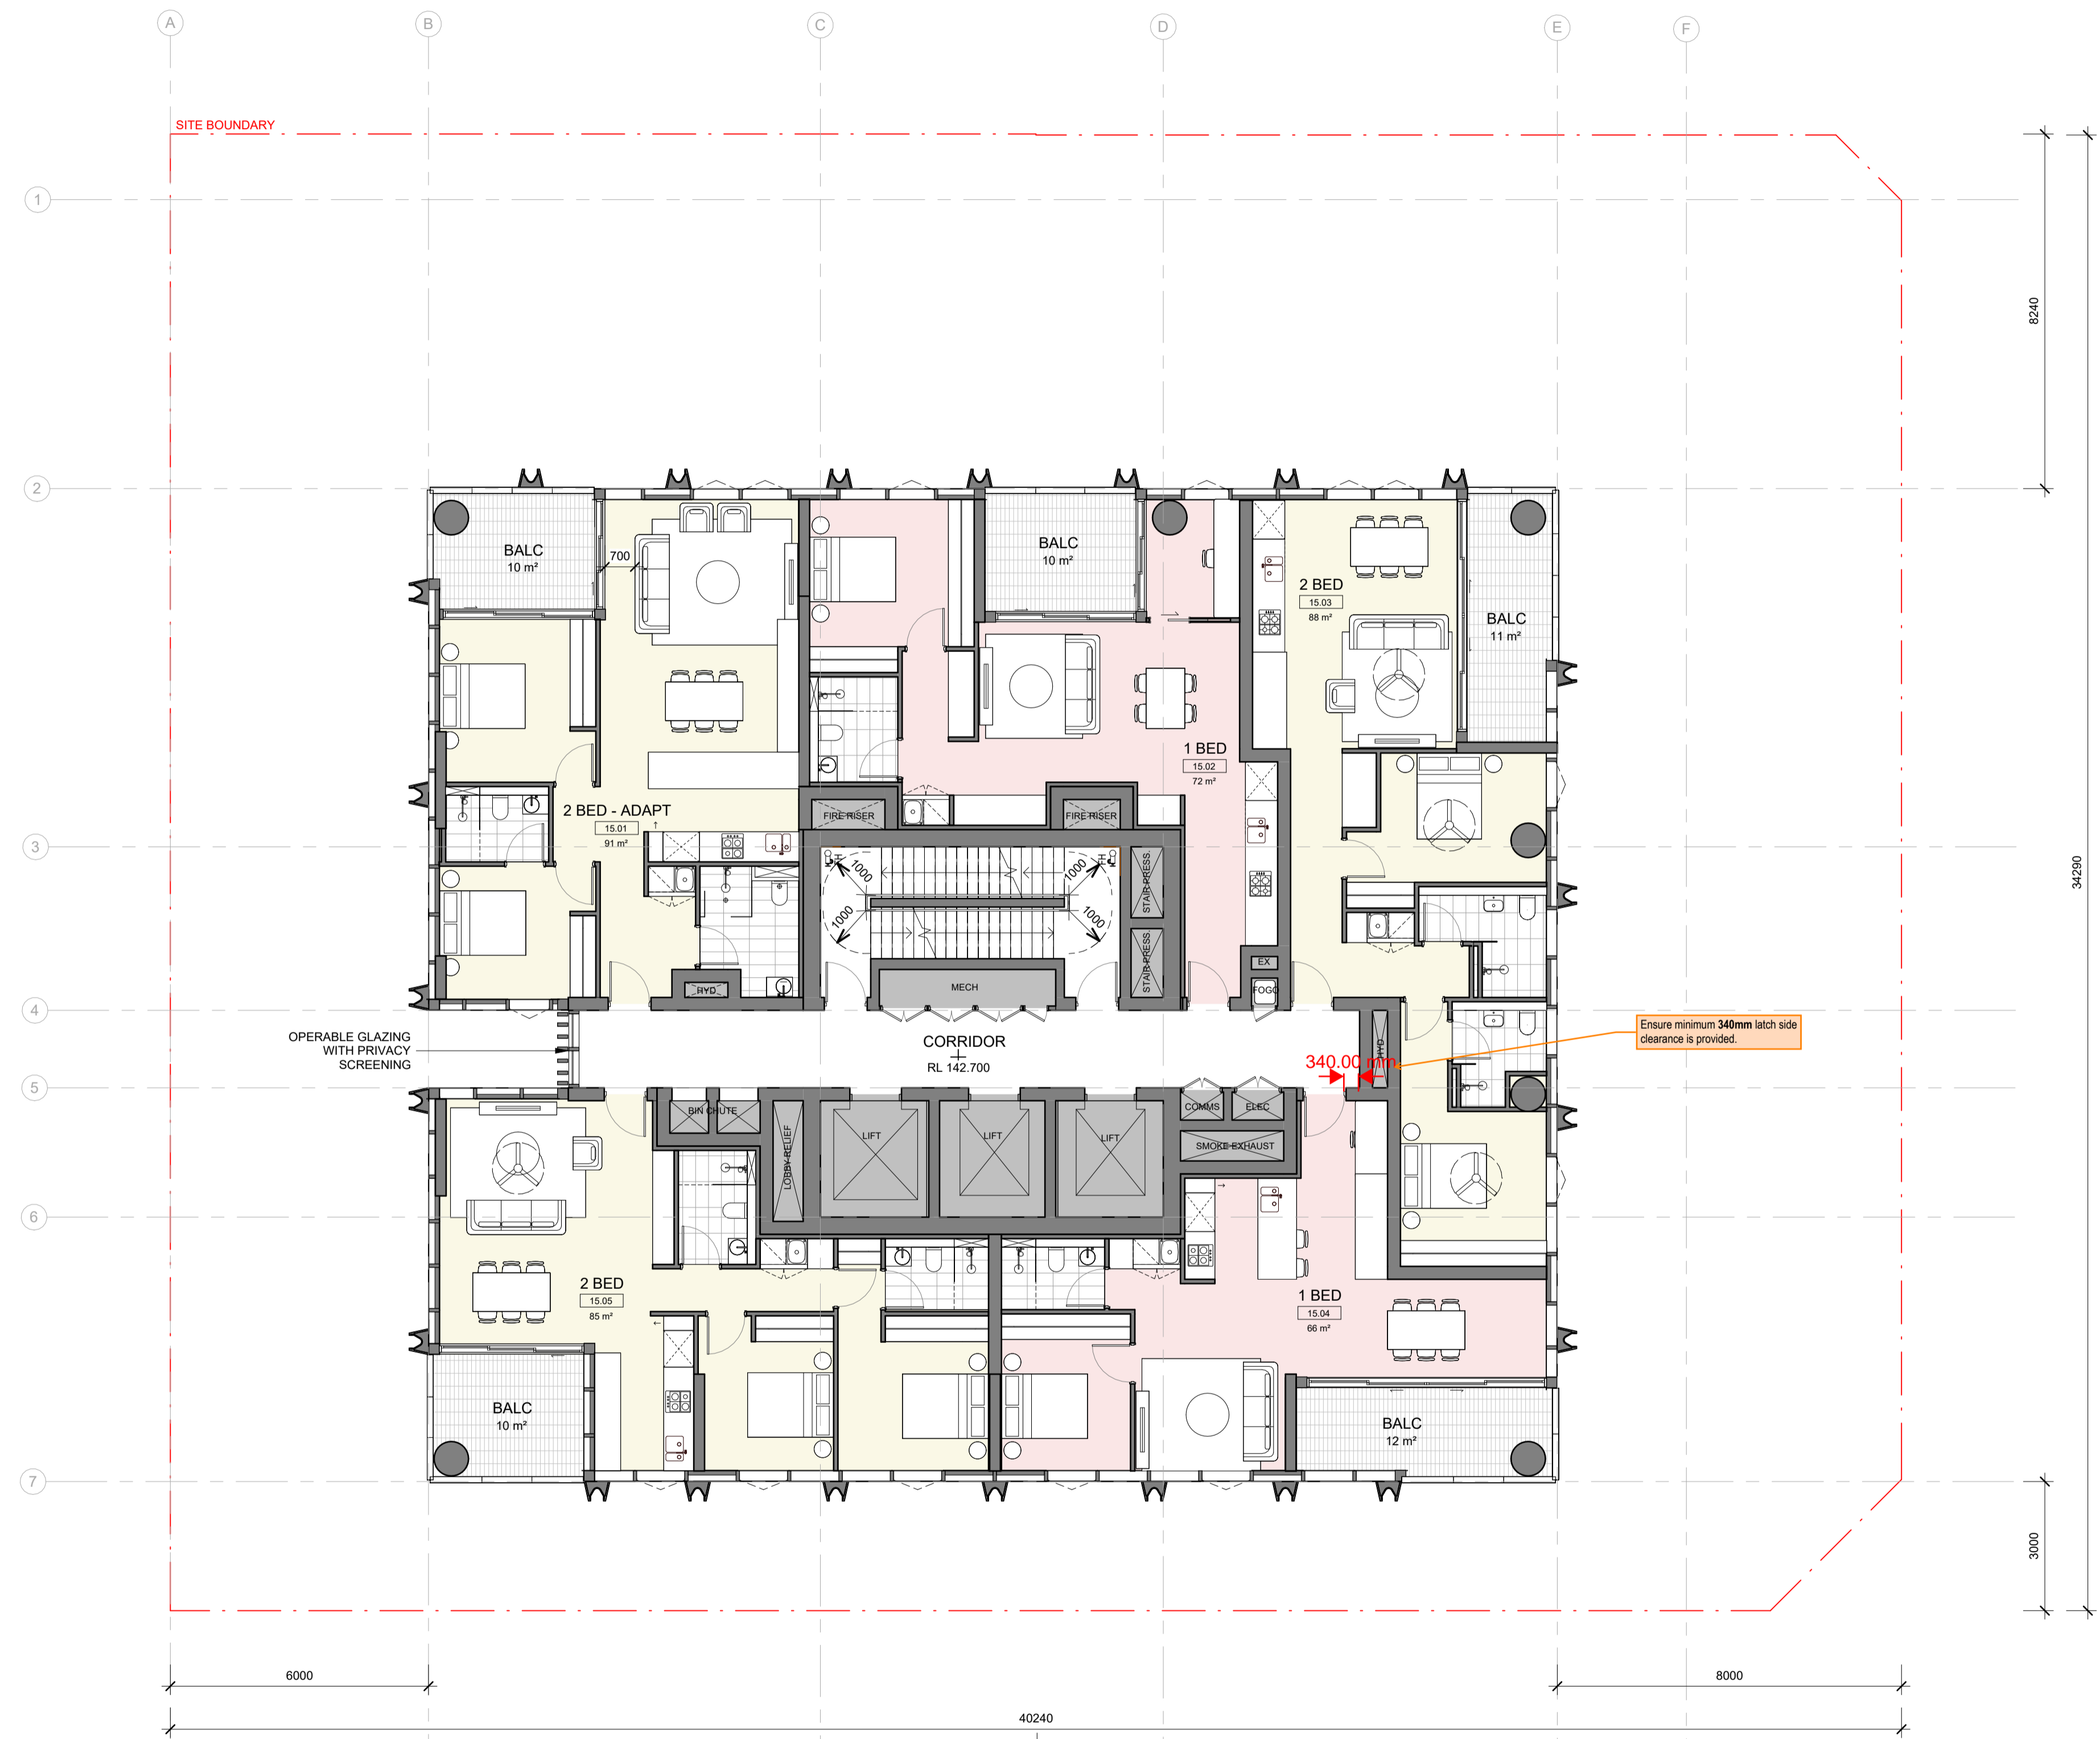 A
B
C
D
E
F
SITE BOUNDARY
1
8240
2
BALC
10 m²
700
BALC
10 m²
2 BED
15.03
88 m²
BALC
11 m²
1 BED
15.02
72 m²
2 BED - ADAPT
15.01
91 m²
FIRE RISER
FIRE RISER
3
FH
1000
1000
FH
STAIR PRESS.
34290
1000
1000
STAIR PRESS.
EX
HYD
MECH
FOGO
4
OPERABLE GLAZING
WITH PRIVACY
SCREENING
CORRIDOR
RL 142.700
HYD
340.00 mm
Ensure minimum 340mm latch side
clearance is provided.
5
BIN CHUTE
COMMS
ELEC
LOBBY RELIEF
LIFT
LIFT
LIFT
SMOKE EXHAUST
6
2 BED
15.05
85 m²
1 BED
15.04
66 m²
BALC
10 m²
BALC
12 m²
7
3000
6000
8000
40240